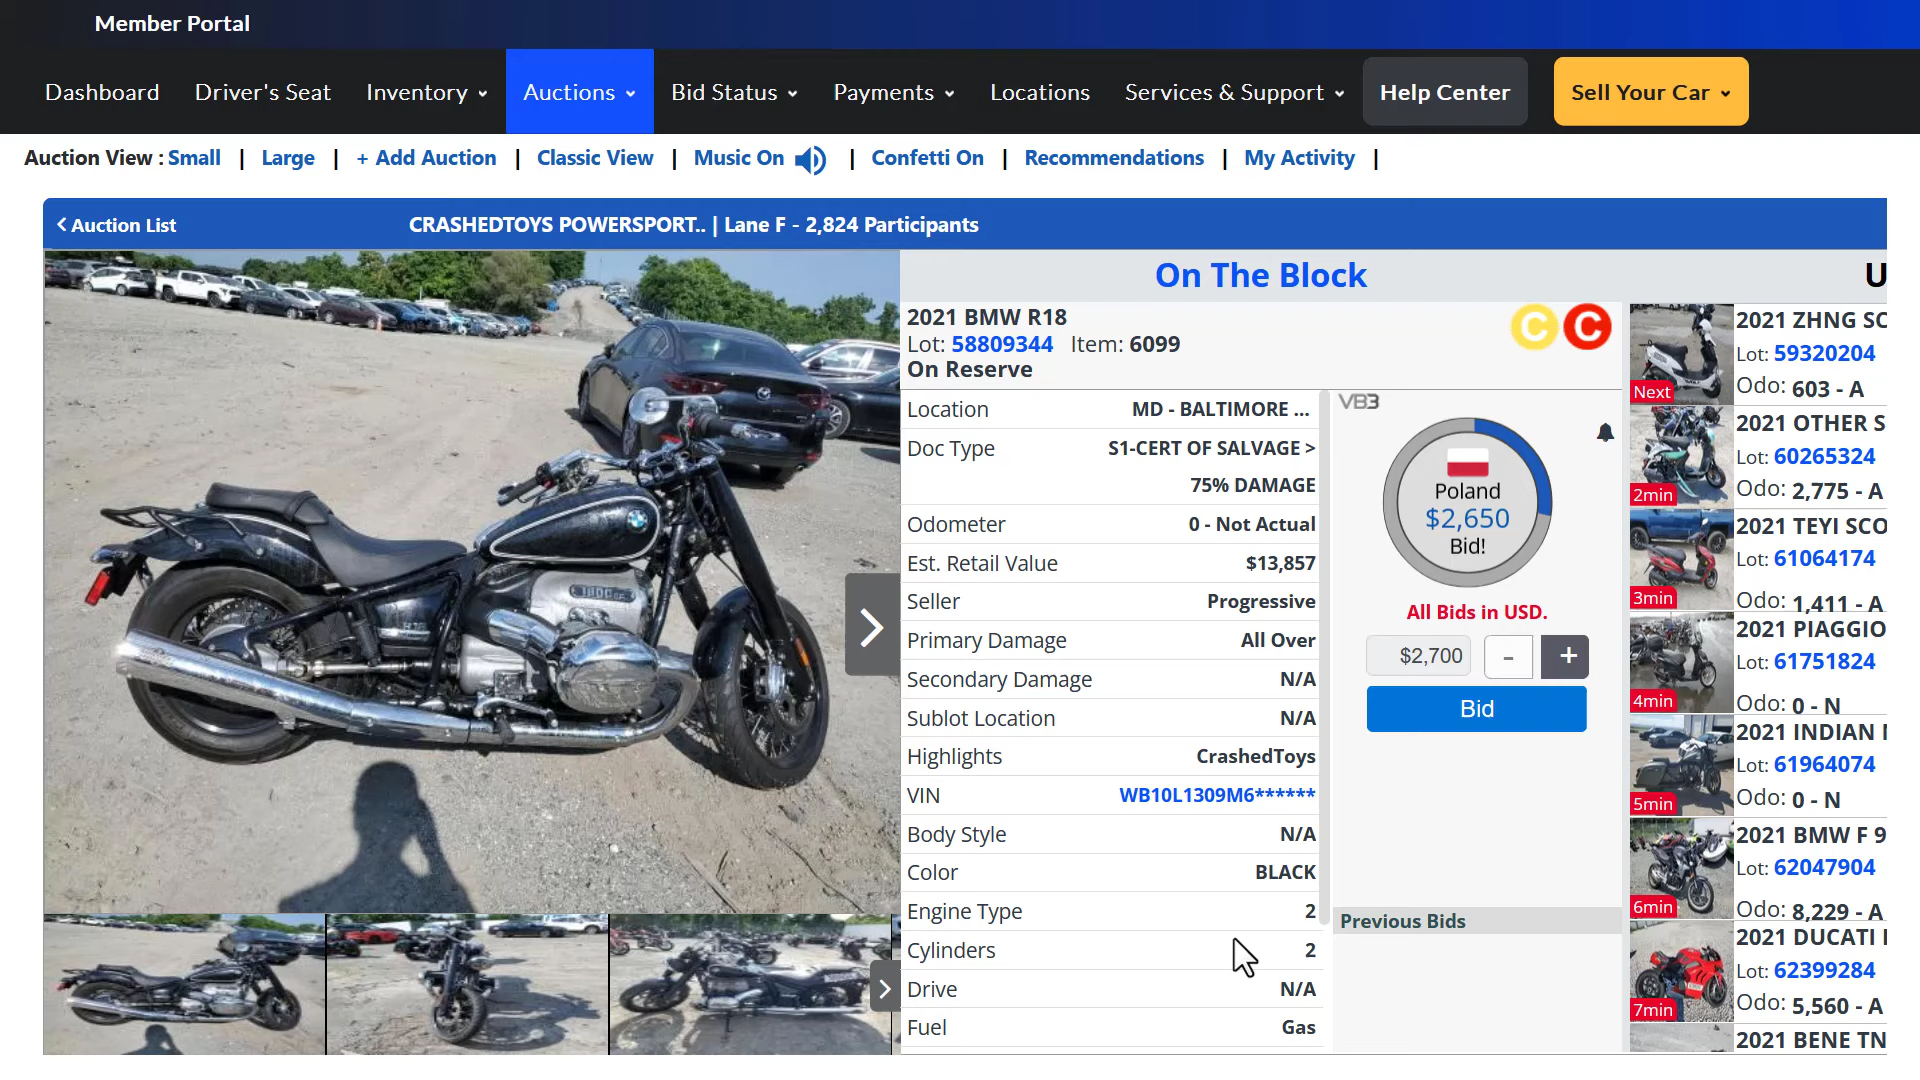 Member Portal
Dashboard Driver's Seat Inventory Auctions Bid Status Payments Locations Services & Support Help Center Sell Your Car
Auction View : Small | Large | + Add Auction | Classic View | Music On | Confetti On | Recommendations | My Activity |
Auction List CRASHEDTOYS POWERSPORT.. | Lane F - 2,824 Participants
On The Block
2021 BMW R18
Lot: 58809344 Item: 6099
On Reserve
C C
Location MD - BALTIMORE ...
Doc Type S1-CERT OF SALVAGE >
75% DAMAGE
Odometer 0 - Not Actual
Est. Retail Value $13,857
Seller Progressive
Primary Damage All Over
Secondary Damage N/A
Sublot Location N/A
Highlights CrashedToys
VIN WB10L1309M6******
Body Style N/A
Color BLACK
Engine Type 2
Cylinders 2
Drive N/A
Fuel Gas
VB3
Poland
$2,650
Bid!
All Bids in USD.
$2,700 - +
Bid
Previous Bids
U
2021 ZHNG SC
Lot: 59320204
Odo: 603 - A
Next
2021 OTHER S
Lot: 60265324
Odo: 2,775 - A
2min
2021 TEYI SCO
Lot: 61064174
Odo: 1,411 - A
3min
2021 PIAGGIO
Lot: 61751824
Odo: 0 - N
4min
2021 INDIAN
Lot: 61964074
Odo: 0 - N
5min
2021 BMW F 9
Lot: 62047904
Odo: 8,229 - A
6min
2021 DUCATI
Lot: 62399284
Odo: 5,560 - A
7min
2021 BENE TN